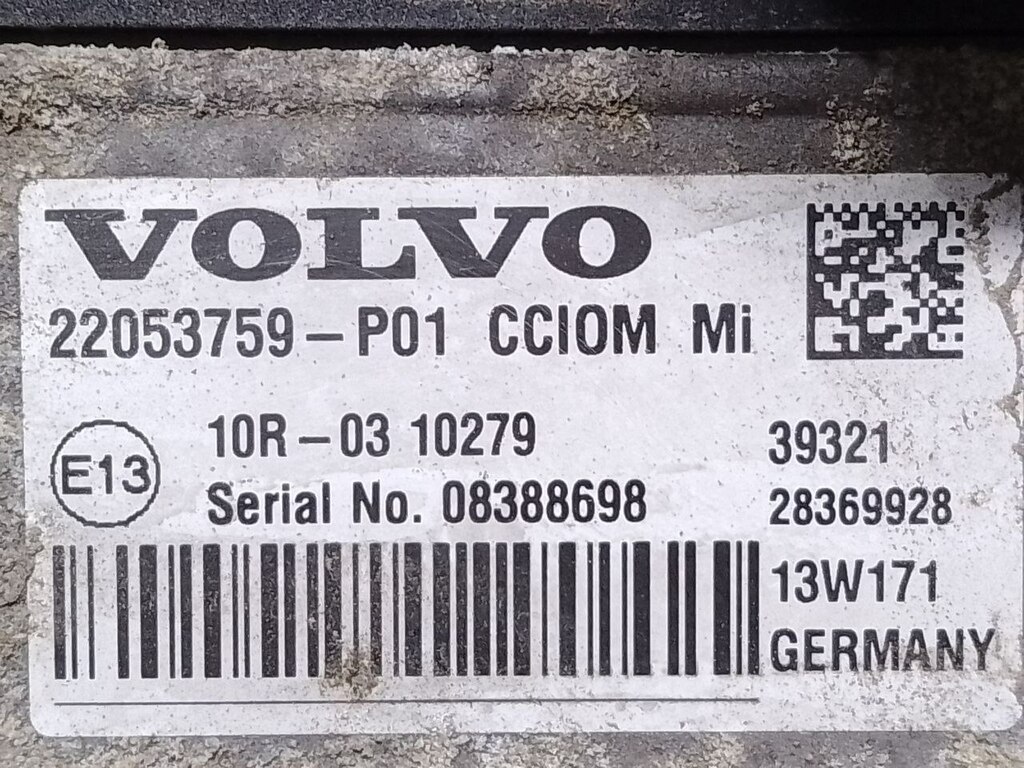 VOLVO
22053759-P01 CCIOM Mi
E13
10R-03 10279
39321
Serial No. 08388698
28369928
13W171
GERMANY